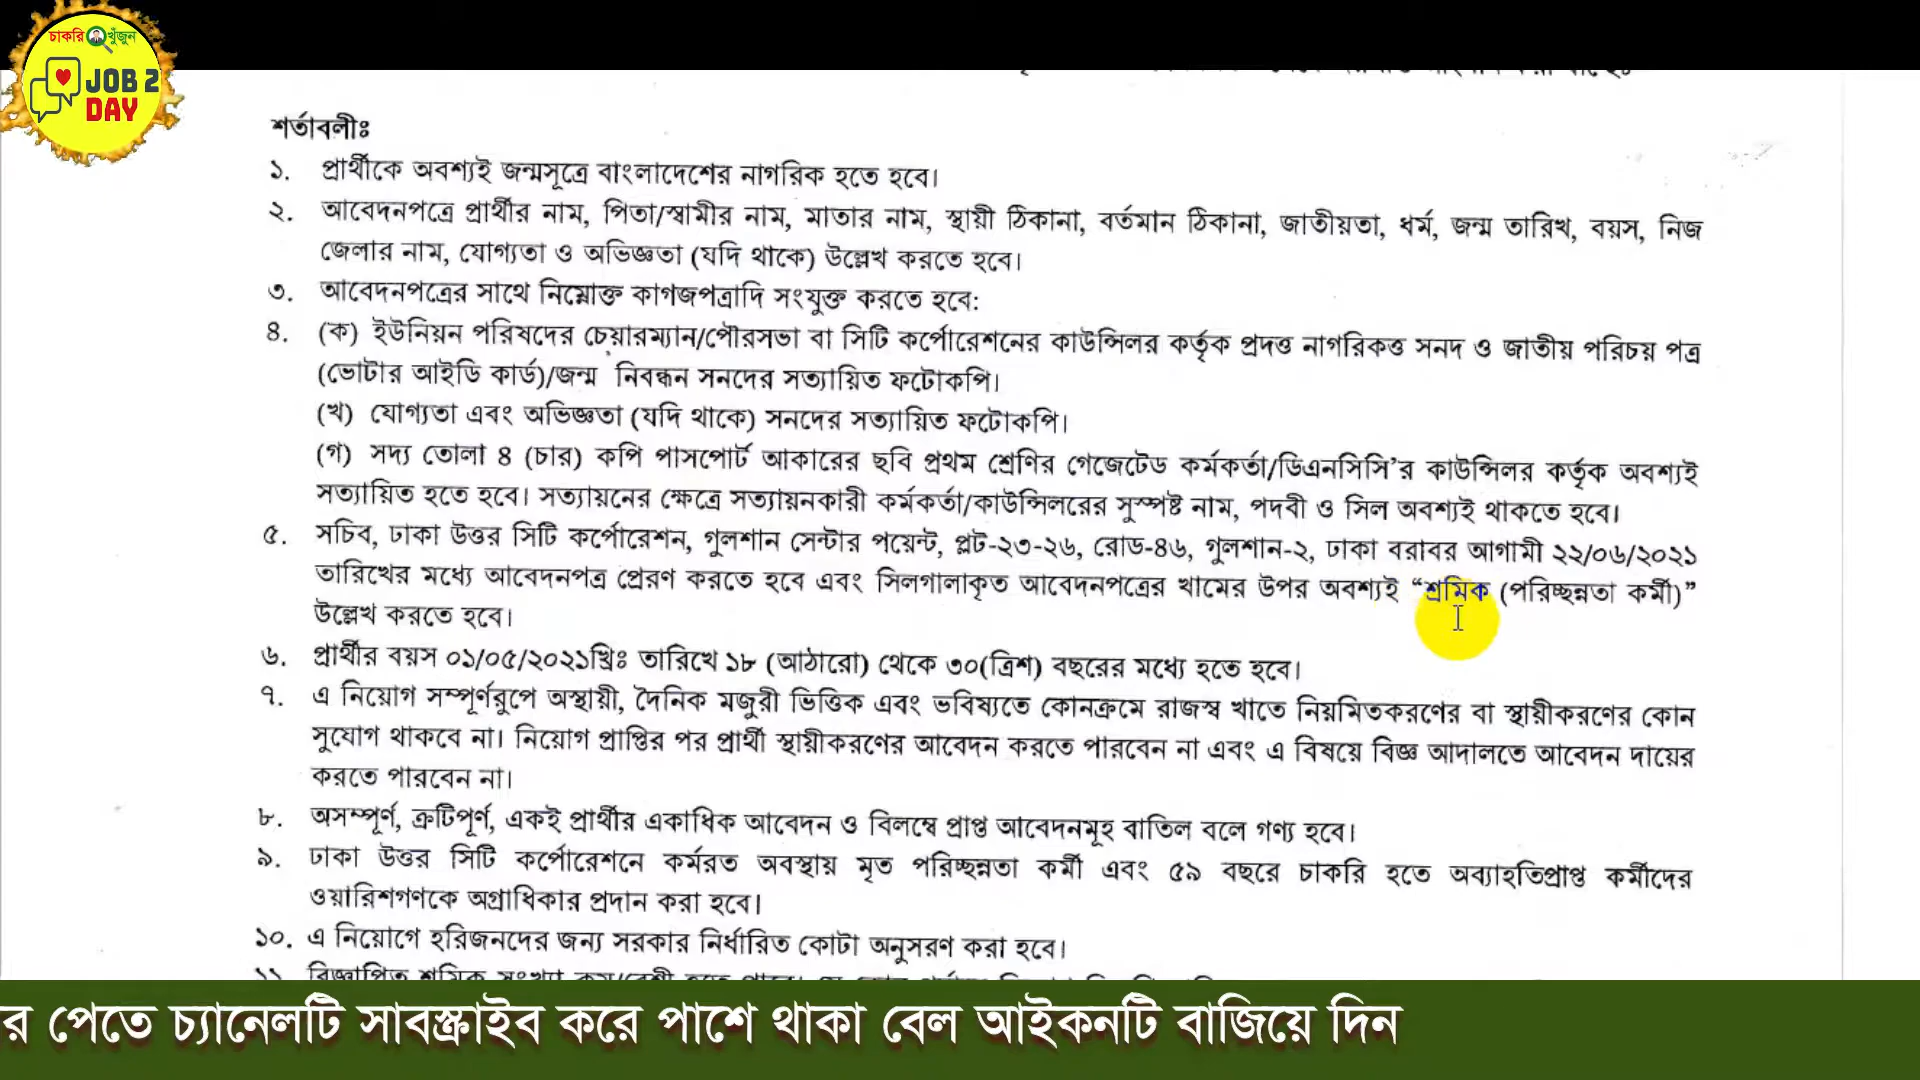 চাকরি খুঁজুন
JOB 2
DAY
শর্তাবলীঃ
১. প্রার্থীকে অবশ্যই জন্মসূত্রে বাংলাদেশের নাগরিক হতে হবে।
২. আবেদনপত্রে প্রার্থীর নাম, পিতা/স্বামীর নাম, মাতার নাম, স্থায়ী ঠিকানা, বর্তমান ঠিকানা, জাতীয়তা, ধর্ম, জন্ম তারিখ, বয়স, নিজ
জেলার নাম, যোগ্যতা ও অভিজ্ঞতা (যদি থাকে) উল্লেখ করতে হবে।
৩. আবেদনপত্রের সাথে নিম্নোক্ত কাগজপত্রাদি সংযুক্ত করতে হবে:
৪. (ক) ইউনিয়ন পরিষদের চেয়ারম্যান/পৌরসভা বা সিটি কর্পোরেশনের কাউন্সিলর কর্তৃক প্রদত্ত নাগরিকত্ত সনদ ও জাতীয় পরিচয় পত্র
(ভোটার আইডি কার্ড)/জন্ম নিবন্ধন সনদের সত্যায়িত ফটোকপি।
(খ) যোগ্যতা এবং অভিজ্ঞতা (যদি থাকে) সনদের সত্যায়িত ফটোকপি।
(গ) সদ্য তোলা ৪ (চার) কপি পাসপোর্ট আকারের ছবি প্রথম শ্রেণির গেজেটেড কর্মকর্তা/ডিএনসিসি’র কাউন্সিলর কর্তৃক অবশ্যই
সত্যায়িত হতে হবে। সত্যায়নের ক্ষেত্রে সত্যায়নকারী কর্মকর্তা/কাউন্সিলরের সুস্পষ্ট নাম, পদবী ও সিল অবশ্যই থাকতে হবে।
৫. সচিব, ঢাকা উত্তর সিটি কর্পোরেশন, গুলশান সেন্টার পয়েন্ট, প্লট-২৩-২৬, রোড-৪৬, গুলশান-২, ঢাকা বরাবর আগামী ২২/০৬/২০২১
তারিখের মধ্যে আবেদনপত্র প্রেরণ করতে হবে এবং সিলগালাকৃত আবেদনপত্রের খামের উপর অবশ্যই “শ্রমিক (পরিচ্ছন্নতা কর্মী)”
উল্লেখ করতে হবে।
৬. প্রার্থীর বয়স ০১/০৫/২০২১খ্রিঃ তারিখে ১৮ (আঠারো) থেকে ৩০(ত্রিশ) বছরের মধ্যে হতে হবে।
৭. এ নিয়োগ সম্পূর্ণরুপে অস্থায়ী, দৈনিক মজুরী ভিত্তিক এবং ভবিষ্যতে কোনক্রমে রাজস্ব খাতে নিয়মিতকরণের বা স্থায়ীকরণের কোন
সুযোগ থাকবে না। নিয়োগ প্রাপ্তির পর প্রার্থী স্থায়ীকরণের আবেদন করতে পারবেন না এবং এ বিষয়ে বিজ্ঞ আদালতে আবেদন দায়ের
করতে পারবেন না।
৮. অসম্পূর্ণ, ত্রুটিপূর্ণ, একই প্রার্থীর একাধিক আবেদন ও বিলম্বে প্রাপ্ত আবেদনমূহ বাতিল বলে গণ্য হবে।
৯. ঢাকা উত্তর সিটি কর্পোরেশনে কর্মরত অবস্থায় মৃত পরিচ্ছন্নতা কর্মী এবং ৫৯ বছরে চাকরি হতে অব্যাহতিপ্রাপ্ত কর্মীদের
ওয়ারিশগণকে অগ্রাধিকার প্রদান করা হবে।
১০. এ নিয়োগে হরিজনদের জন্য সরকার নির্ধারিত কোটা অনুসরণ করা হবে।
১১. বিজ্ঞাপিত শ্রমিক সংখ্যা কম/বেশী হতে পারে।
র পেতে চ্যানেলটি সাবস্ক্রাইব করে পাশে থাকা বেল আইকনটি বাজিয়ে দিন